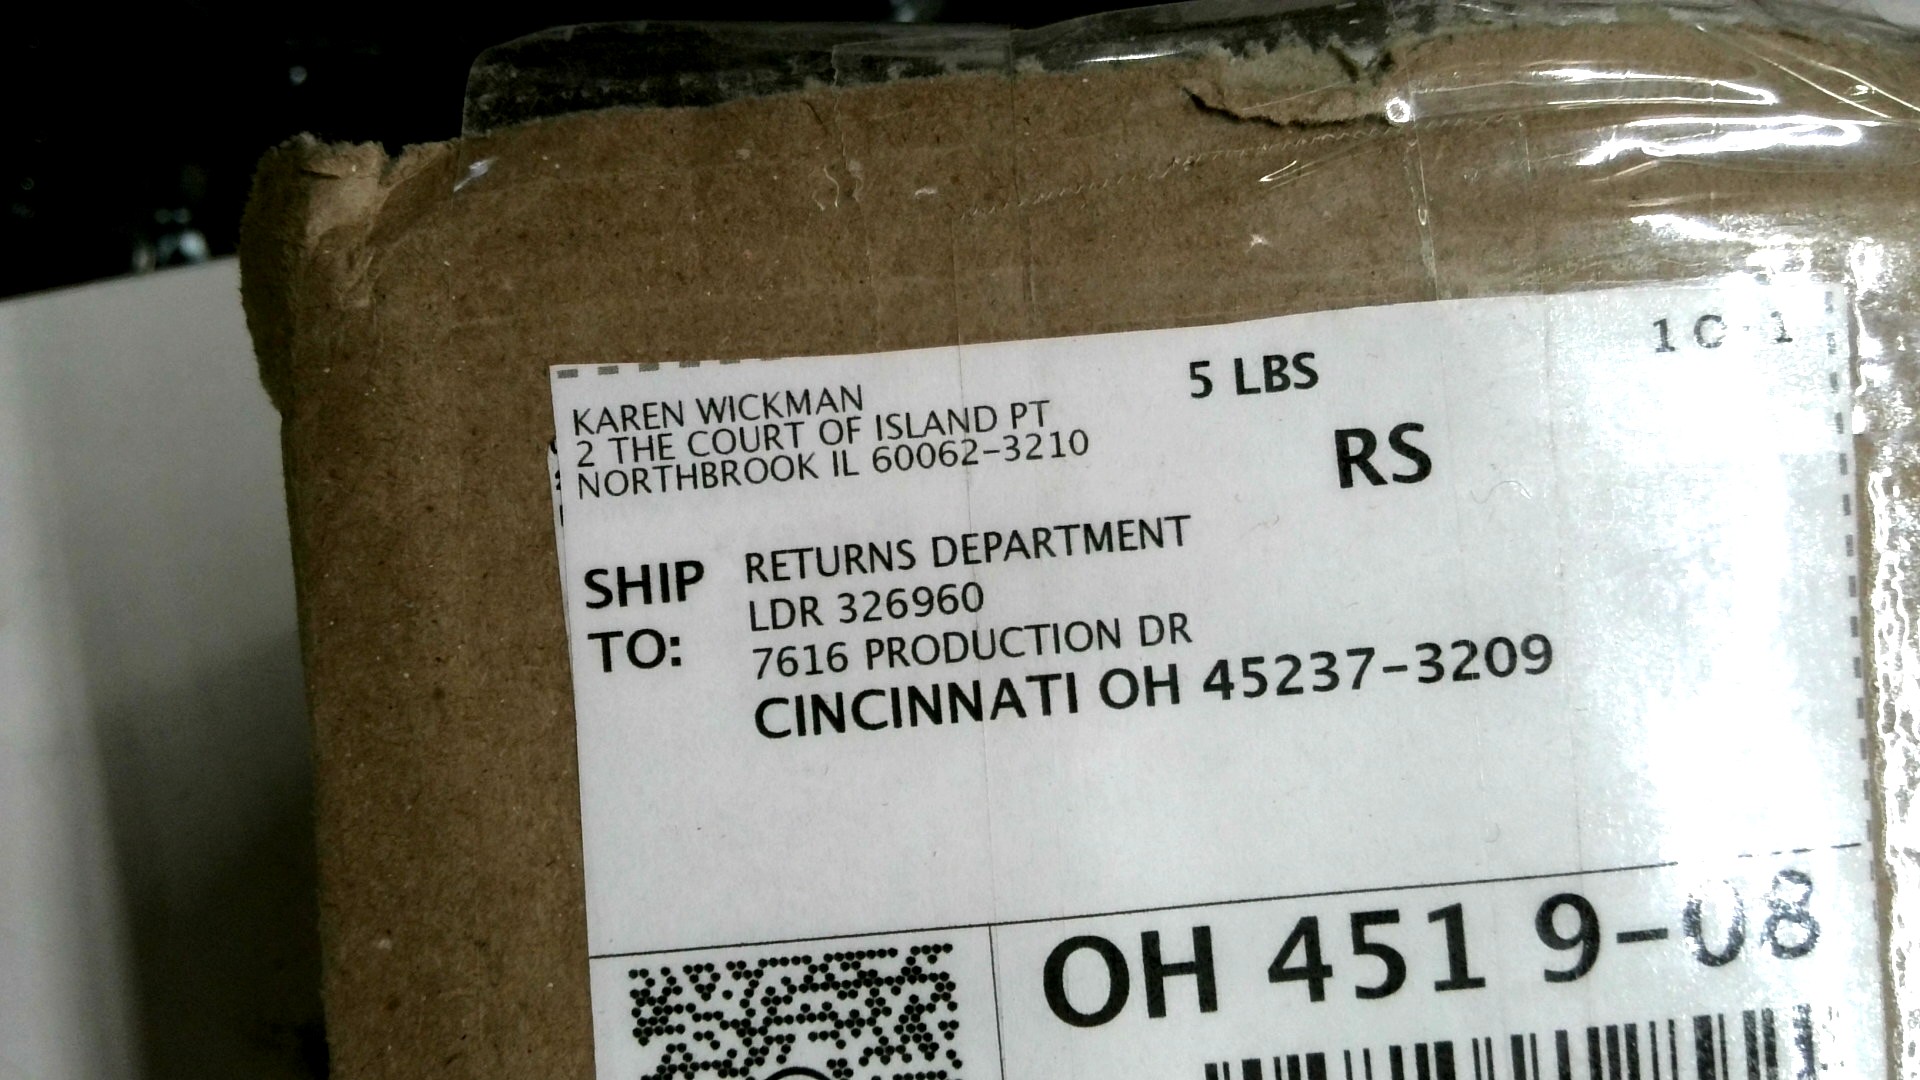 KAREN WICKMAN
2 THE COURT OF ISLAND PT
NORTHBROOK IL 60062-3210
5 LBS
1 1
RS
SHIP TO:
RETURNS DEPARTMENT
LDR 326960
7616 PRODUCTION DR
CINCINNATI OH 45237-3209
OH 451 9-08